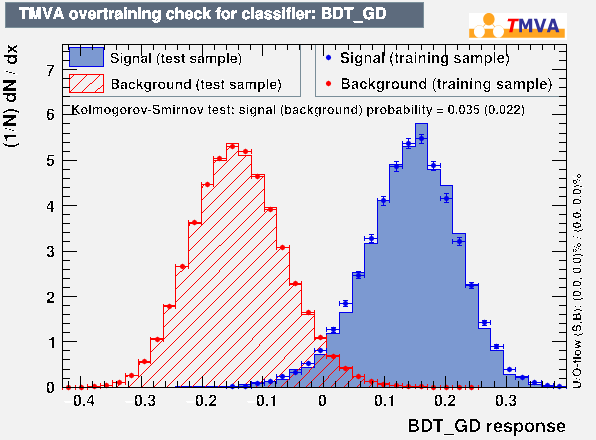 TMVA overtraining check for classifier: BDT_GD
TMVA
(1/N) dN / dx
Signal (test sample)
Background (test sample)
Signal (training sample)
Background (training sample)
Kolmogorov-Smirnov test: signal (background) probability = 0.035 (0.022)
7
6
5
4
3
2
1
0
−0.4 −0.3 −0.2 −0.1 0 0.1 0.2 0.3
BDT_GD response
U/O-flow (S,B): (0.0, 0.0)% / (0.0, 0.0)%